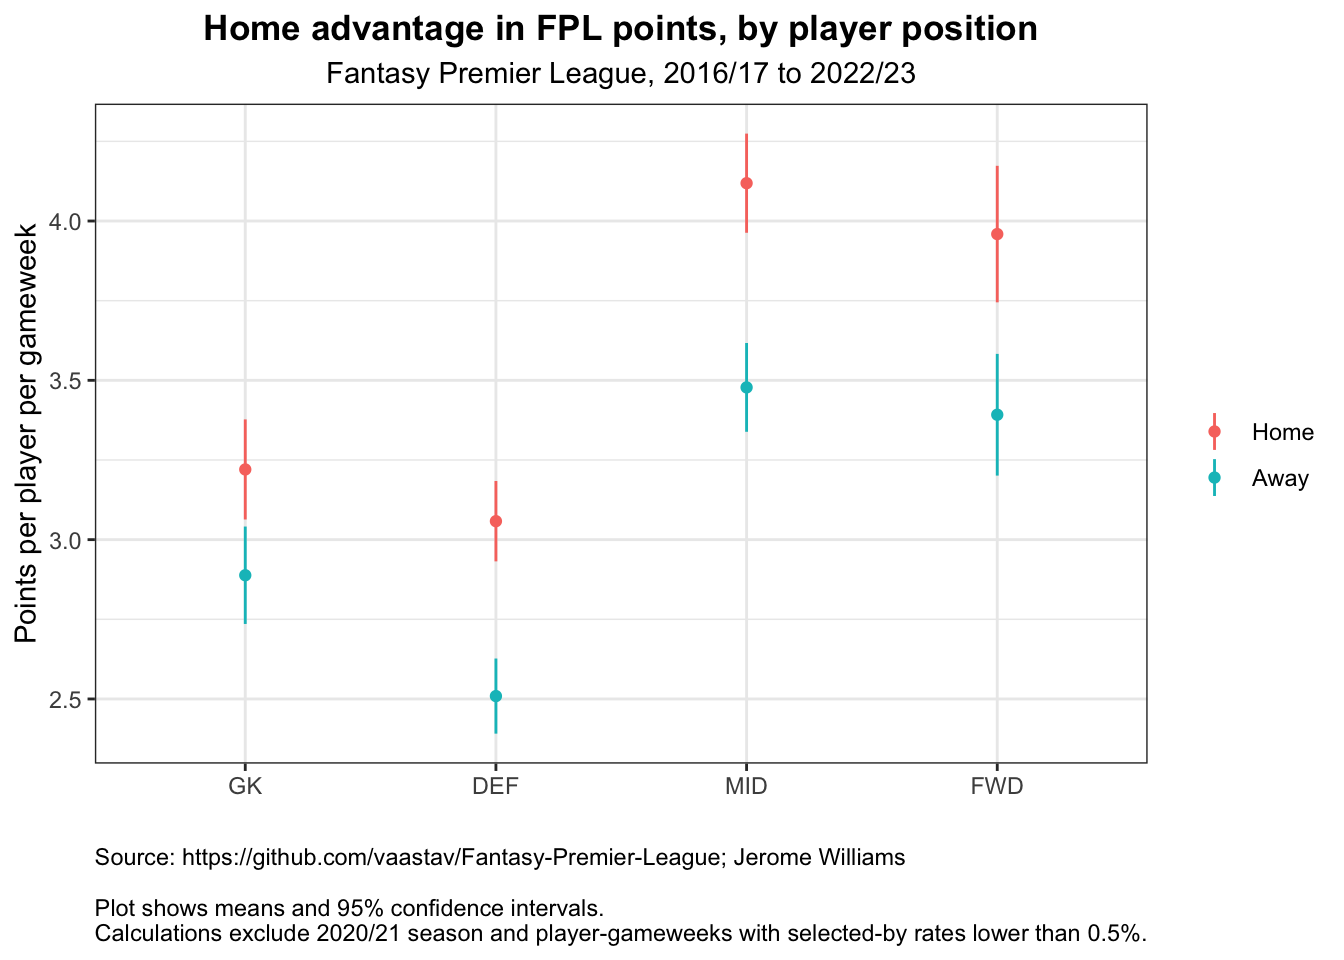 Home advantage in FPL points, by player position
Fantasy Premier League, 2016/17 to 2022/23
Points per player per gameweek
4.0
3.5
3.0
2.5
GK
DEF
MID
FWD
Home
Away
Source: https://github.com/vaastav/Fantasy-Premier-League; Jerome Williams
Plot shows means and 95% confidence intervals.
Calculations exclude 2020/21 season and player-gameweeks with selected-by rates lower than 0.5%.